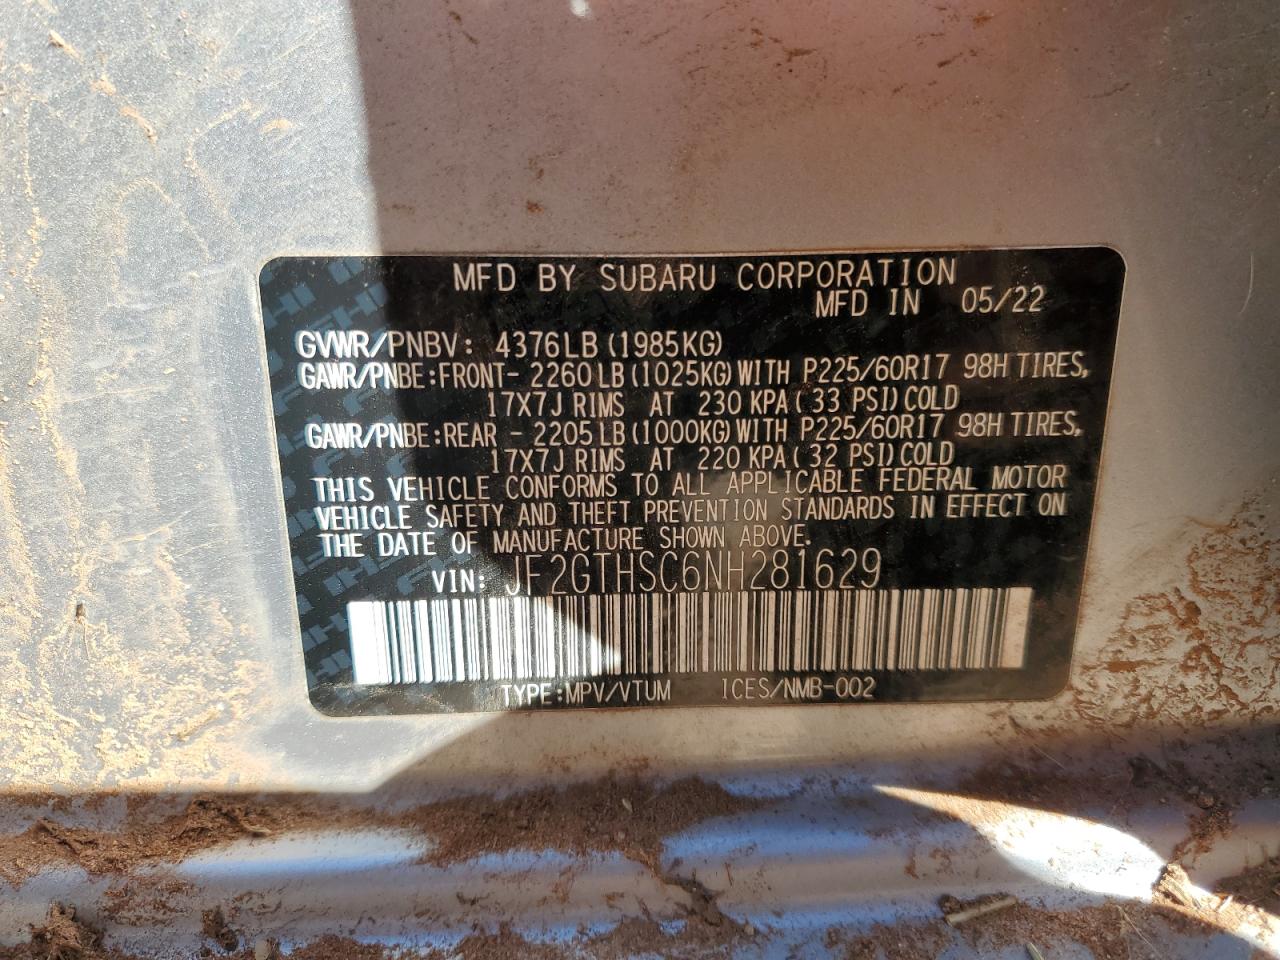 MFD BY SUBARU CORPORATION
MFD IN 05/22
GVWR/PNBV: 4376LB(1985KG)
GAWR/PNBE:FRONT- 2260LB(1025KG)WITH P225/60R17 98H TIRES,
17X7J RIMS AT 230 KPA(33 PSI)COLD
GAWR/PNBE:REAR - 2205LB(1000KG)WITH P225/60R17 98H TIRES,
17X7J RIMS AT 220 KPA(32 PSI)COLD
THIS VEHICLE CONFORMS TO ALL APPLICABLE FEDERAL MOTOR
VEHICLE SAFETY AND THEFT PREVENTION STANDARDS IN EFFECT ON
THE DATE OF MANUFACTURE SHOWN ABOVE.
VIN: JF2GTHSC6NH281629
TYPE:MPV/VTUM ICES/NMB-002